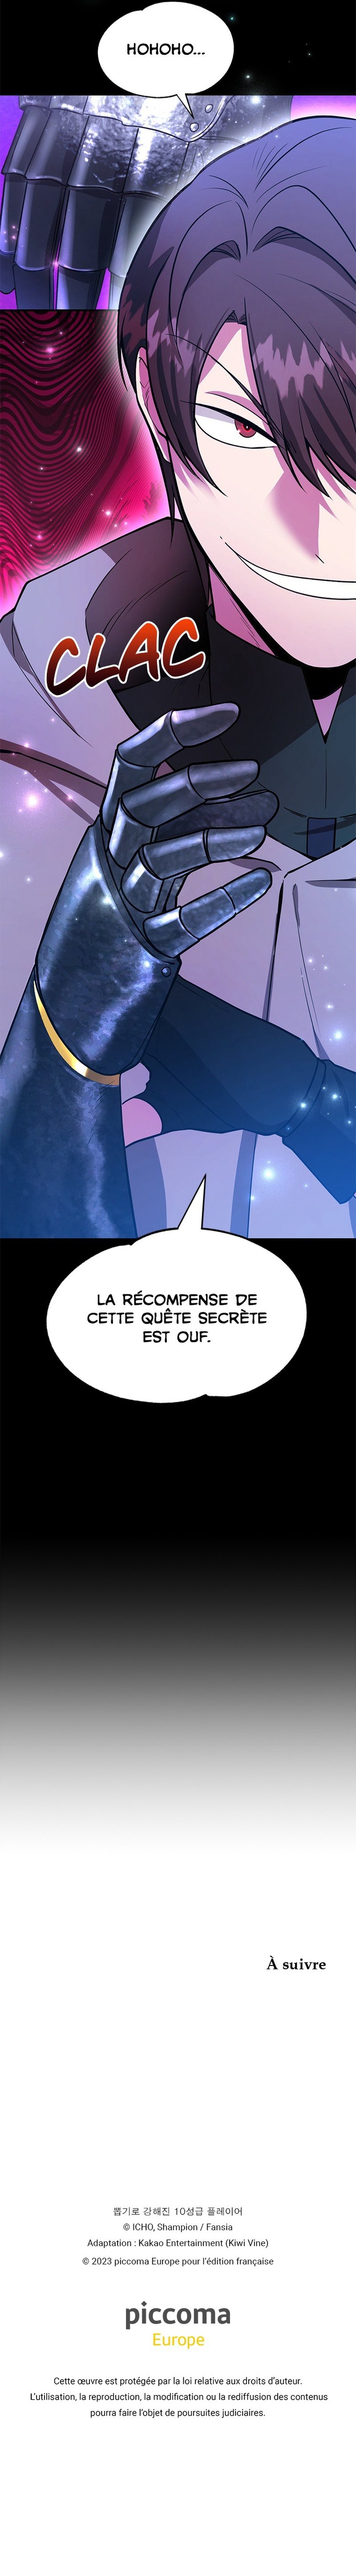 HOHOHO...
CLAC
LA RÉCOMPENSE DE
CETTE QUÊTE SECRÈTE
EST OUF.
À suivre
뽑기로 강해진 10성급 플레이어
© ICHO, Shampion / Fansia
Adaptation : Kakao Entertainment (Kiwi Vine)
© 2023 piccoma Europe pour l'édition française
piccoma
Europe
Cette œuvre est protégée par la loi relative aux droits d'auteur.
L'utilisation, la reproduction, la modification ou la rediffusion des contenus
pourra faire l'objet de poursuites judiciaires.